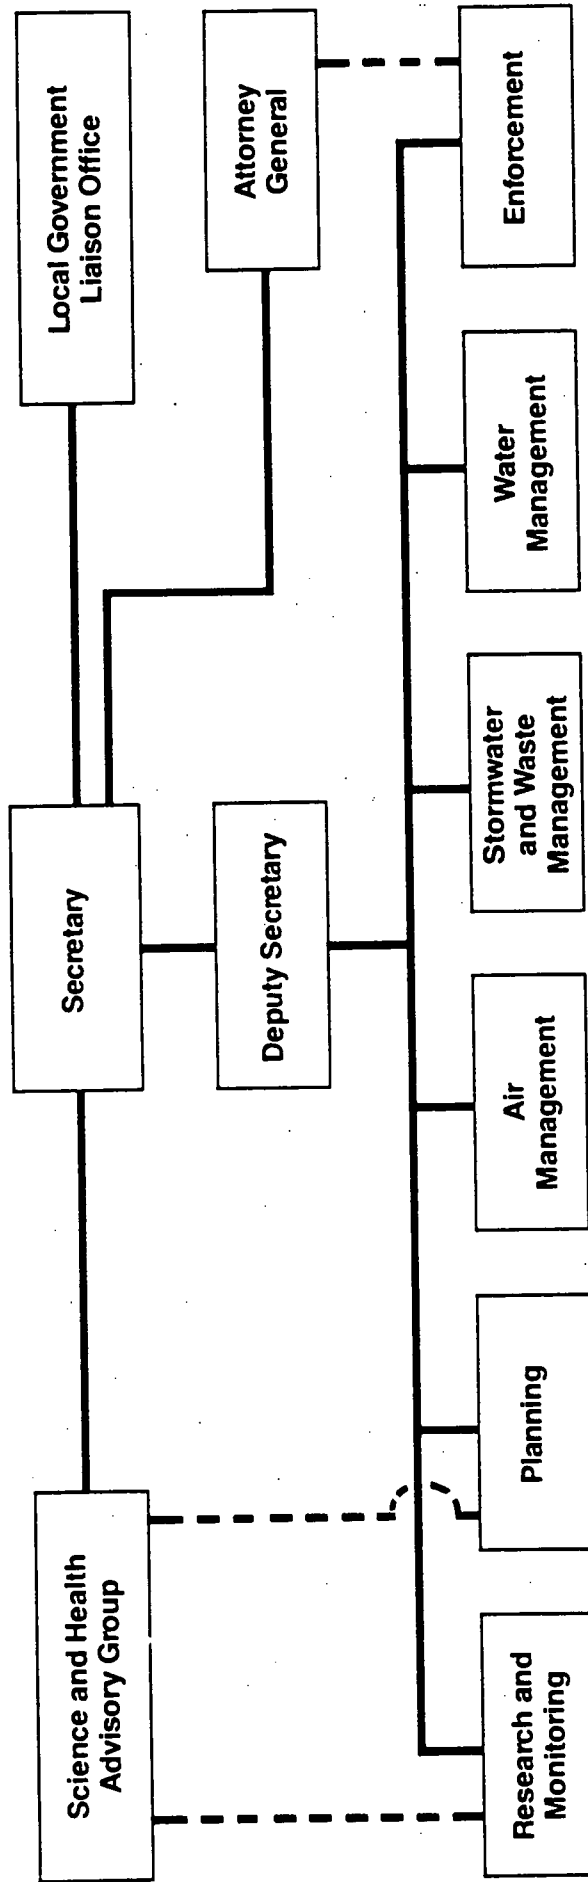 Science and Health
Advisory Group
Secretary
Local Government
Liaison Office
Deputy Secretary
Attorney
General
Research and
Monitoring
Planning
Air
Management
Stormwater
and Waste
Management
Water
Management
Enforcement